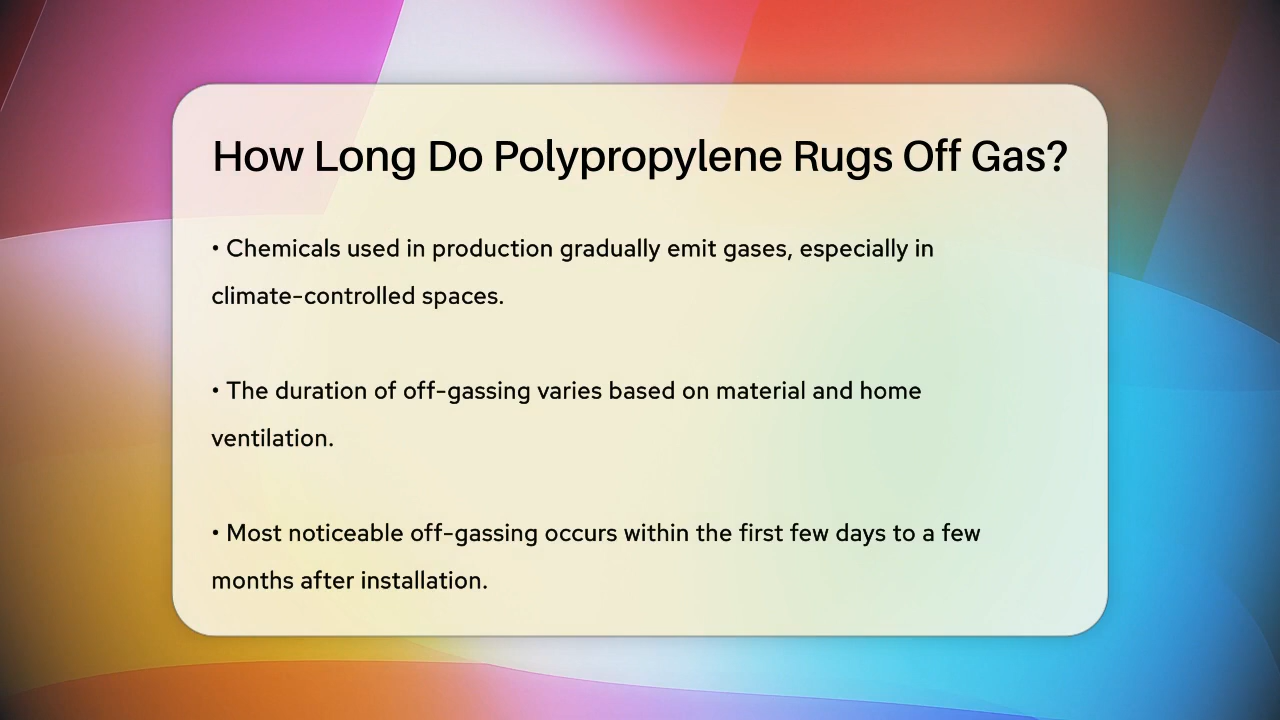 How Long Do Polypropylene Rugs Off Gas?
• Chemicals used in production gradually emit gases, especially in
climate-controlled spaces.
• The duration of off-gassing varies based on material and home
ventilation.
• Most noticeable off-gassing occurs within the first few days to a few
months after installation.